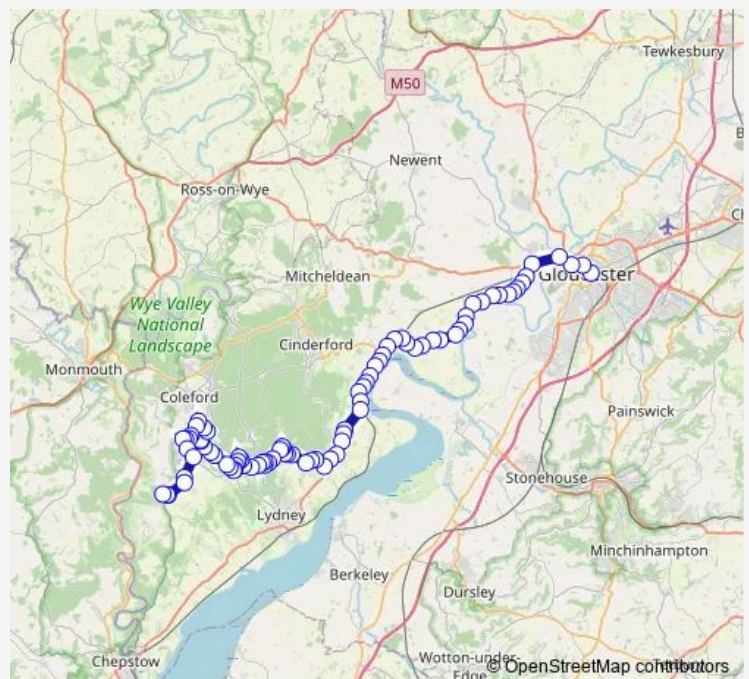 Tewkesbury
M50
Newent
Ross-on-Wye
Mitcheldean
Wye Valley
National
Landscape
Cinderford
Monmouth
Coleford
Painswick
Stonehouse
Lydney
Minchinhampton
Berkeley
Dursley
Chepstow
Wotton-under-
Edge
© OpenStreetMap contributors